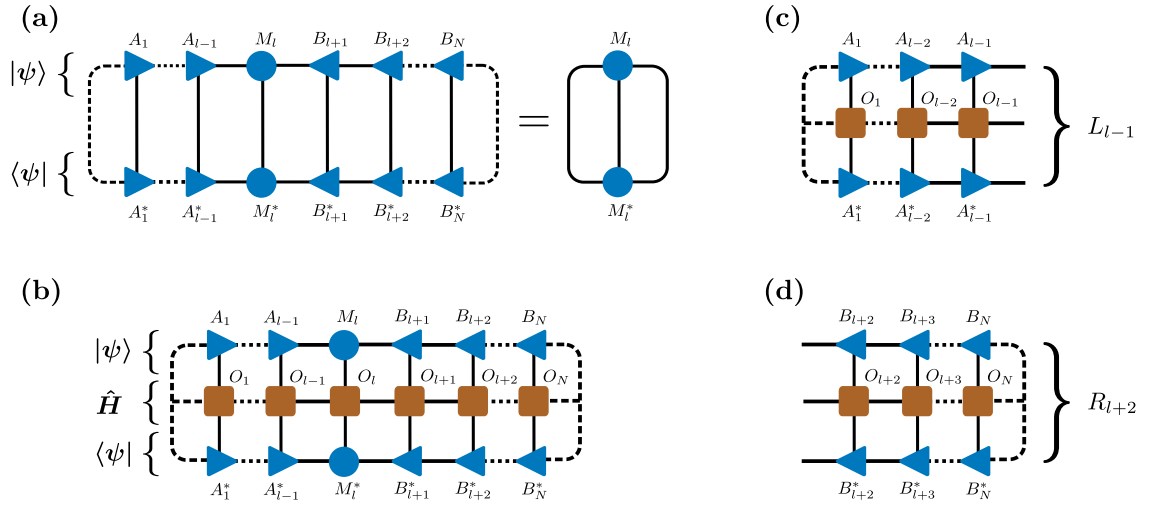 (a)
A_1 A_{l−1} M_l B_{l+1} B_{l+2} B_N M_l
|ψ⟩ {
=
⟨ψ| {
A_1^* A_{l−1}^* M_l^* B_{l+1}^* B_{l+2}^* B_N^* M_l^*
(c)
A_1 A_{l−2} A_{l−1}
O_1 O_{l−2} O_{l−1}
} L_{l−1}
A_1^* A_{l−2}^* A_{l−1}^*
(b)
A_1 A_{l−1} M_l B_{l+1} B_{l+2} B_N
|ψ⟩ {
O_1 O_{l−1} O_l O_{l+1} O_{l+2} O_N
Ĥ {
⟨ψ| {
A_1^* A_{l−1}^* M_l^* B_{l+1}^* B_{l+2}^* B_N^*
(d)
B_{l+2} B_{l+3} B_N
O_{l+2} O_{l+3} O_N
} R_{l+2}
B_{l+2}^* B_{l+3}^* B_N^*